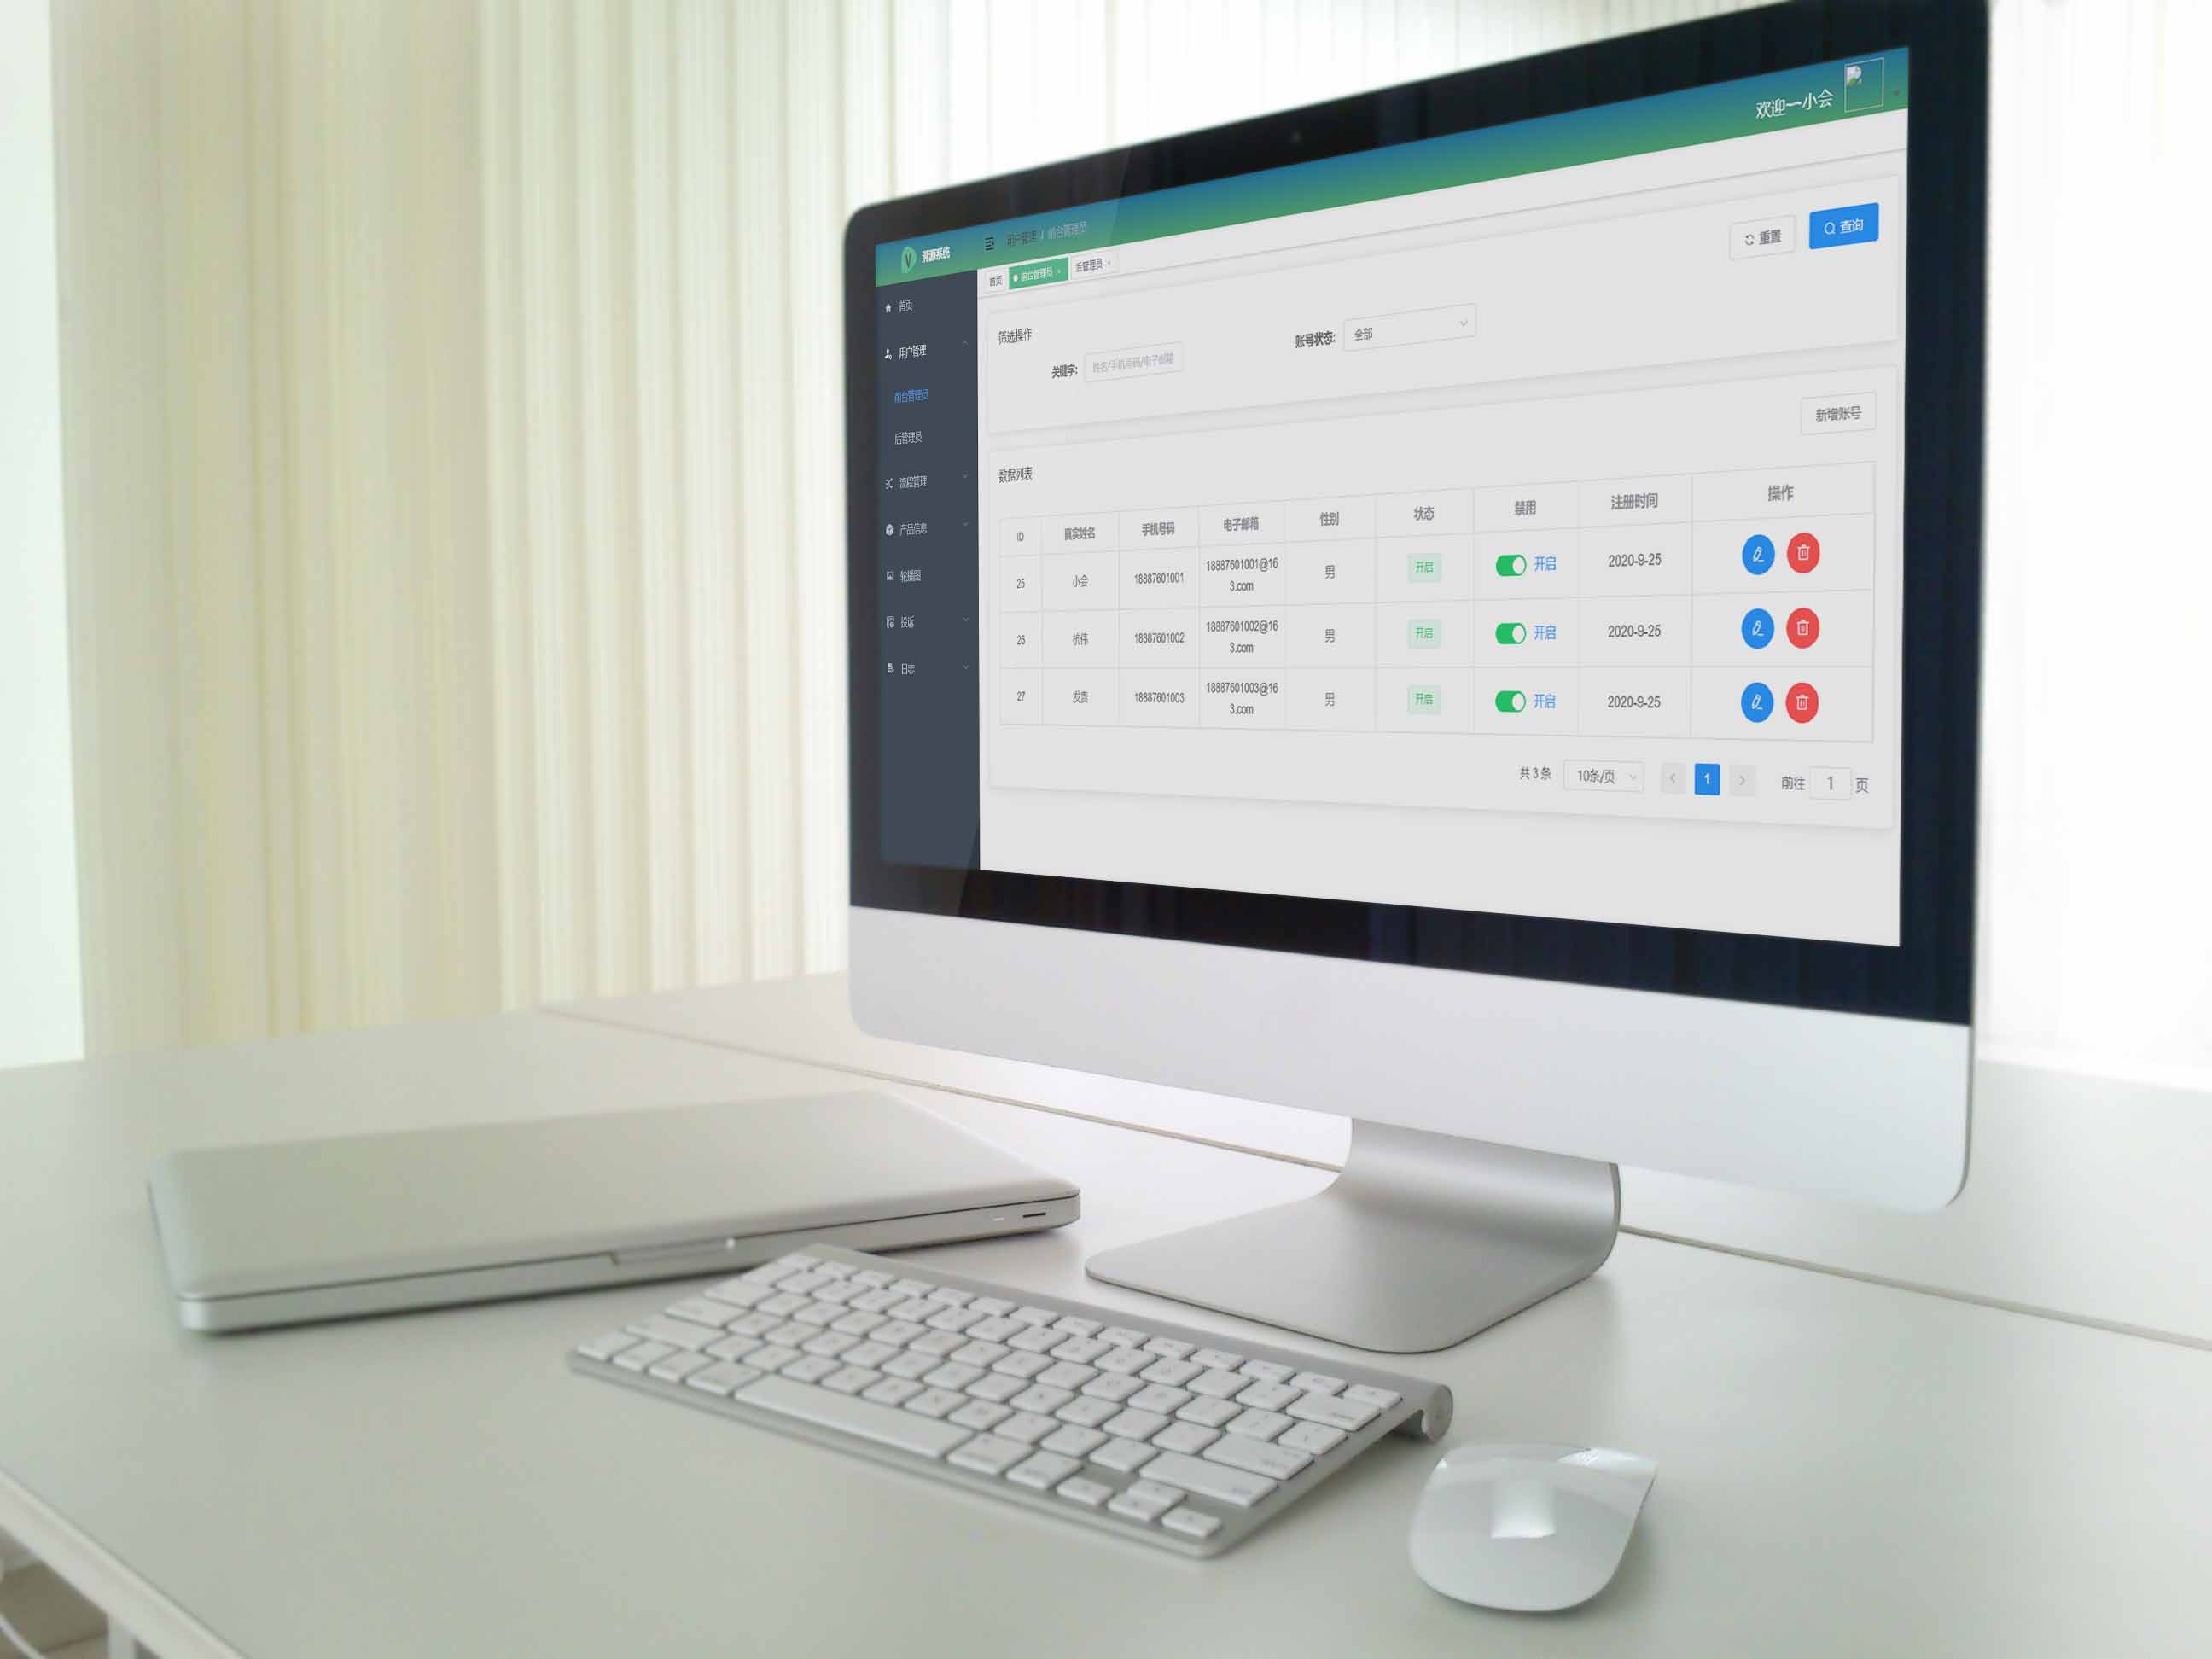 欢迎~~小会
溯源系统
用户管理 / 前台管理员
首页 前台管理员 × 后管理员 ×
首页
用户管理
前台管理员
后管理员
流程管理
产品信息
轮播图
投诉
日志
筛选操作
重置 查询
关键字: 姓名/手机号码/电子邮箱 账号状态: 全部
数据列表
新增账号
ID 真实姓名 手机号码 电子邮箱 性别 状态 禁用 注册时间 操作
25 小会 18887601001 18887601001@16
3.com 男 开启 开启 2020-9-25
26 杭伟 18887601002 18887601002@16
3.com 男 开启 开启 2020-9-25
27 发贵 18887601003 18887601003@16
3.com 男 开启 开启 2020-9-25
共 3 条 10条/页 1 前往 1 页